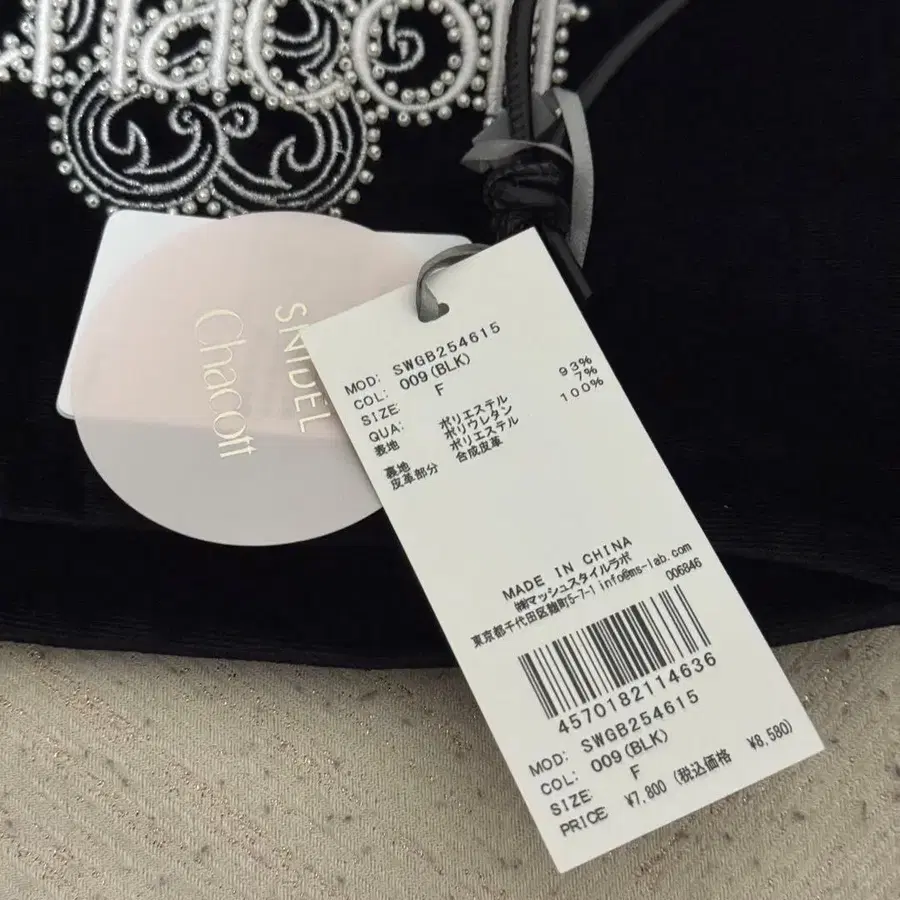 Chacott
SNIDEL
Chacott
MOD: SWGB254615
COL: 009(BLK)
SIZE: F
QUA:
表地 ポリエステル 93%
ポリウレタン 7%
裏地 ポリエステル 100%
皮革部分 合成皮革
MADE IN CHINA
㈱マッシュスタイルラボ
東京都千代田区麹町5-7-1 info@ms-lab.com
006846
4570182114636
MOD: SWGB254615
COL: 009(BLK)
SIZE: F
PRICE: ¥7,800 (税込価格 ¥8,580)